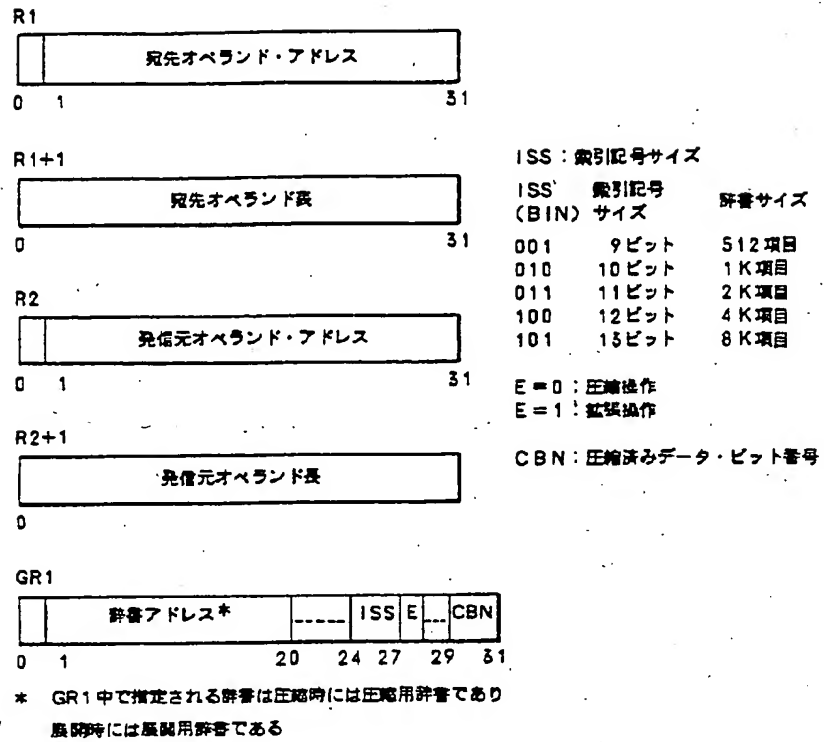 R1
宛先オペランド・アドレス
0 1 31
R1+1
宛先オペランド長
0 31
R2
発信元オペランド・アドレス
0 1 31
R2+1
発信元オペランド長
0
GR1
辞書アドレス* ----- ISS E --- CBN
0 1 20 24 27 29 31
* GR1中で指定される辞書は圧縮時には圧縮用辞書であり
展開時には展開用辞書である
ISS:索引記号サイズ
ISS 索引記号
(BIN) サイズ 辞書サイズ
001 9ビット 512項目
010 10ビット 1K項目
011 11ビット 2K項目
100 12ビット 4K項目
101 13ビット 8K項目
E=0:圧縮操作
E=1:拡張操作
CBN:圧縮済みデータ・ビット番号